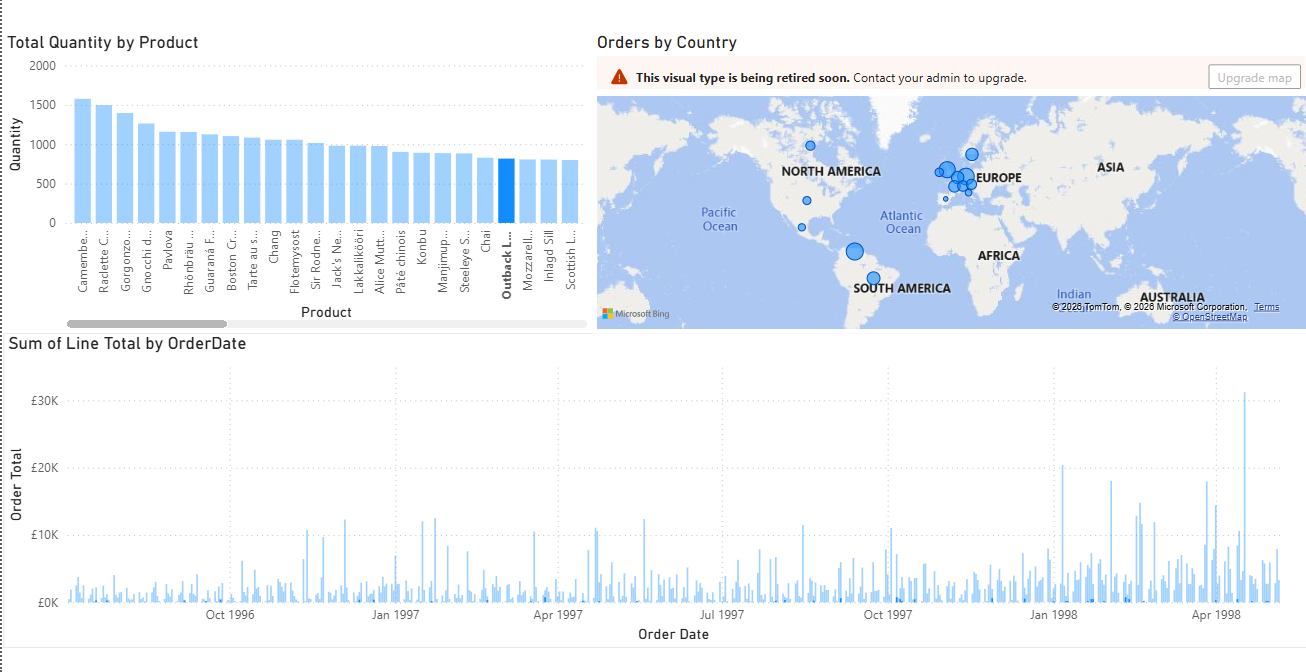 Total Quantity by Product
2000
1500
1000
500
0
Quantity
Camembe...
Raclette C...
Gorgonzo...
Gnocchi d...
Pavlova
Rhönbräu ...
Guaraná F...
Boston Cr...
Tarte au s...
Chang
Flotemysost
Sir Rodne...
Jack's Ne...
Lakkalikööri
Alice Mutt...
Pâté chinois
Konbu
Manjimup...
Steeleye S...
Chai
Outback L...
Mozzarell...
Inlagd Sill
Scottish L...
Product
Orders by Country
This visual type is being retired soon. Contact your admin to upgrade.
Upgrade map
NORTH AMERICA
EUROPE
ASIA
Pacific
Ocean
Atlantic
Ocean
AFRICA
SOUTH AMERICA
Indian
AUSTRALIA
Microsoft Bing
© 2026 TomTom, © 2026 Microsoft Corporation, Terms
© OpenStreetMap
Sum of Line Total by OrderDate
£30K
£20K
£10K
£0K
Order Total
Oct 1996
Jan 1997
Apr 1997
Jul 1997
Oct 1997
Jan 1998
Apr 1998
Order Date